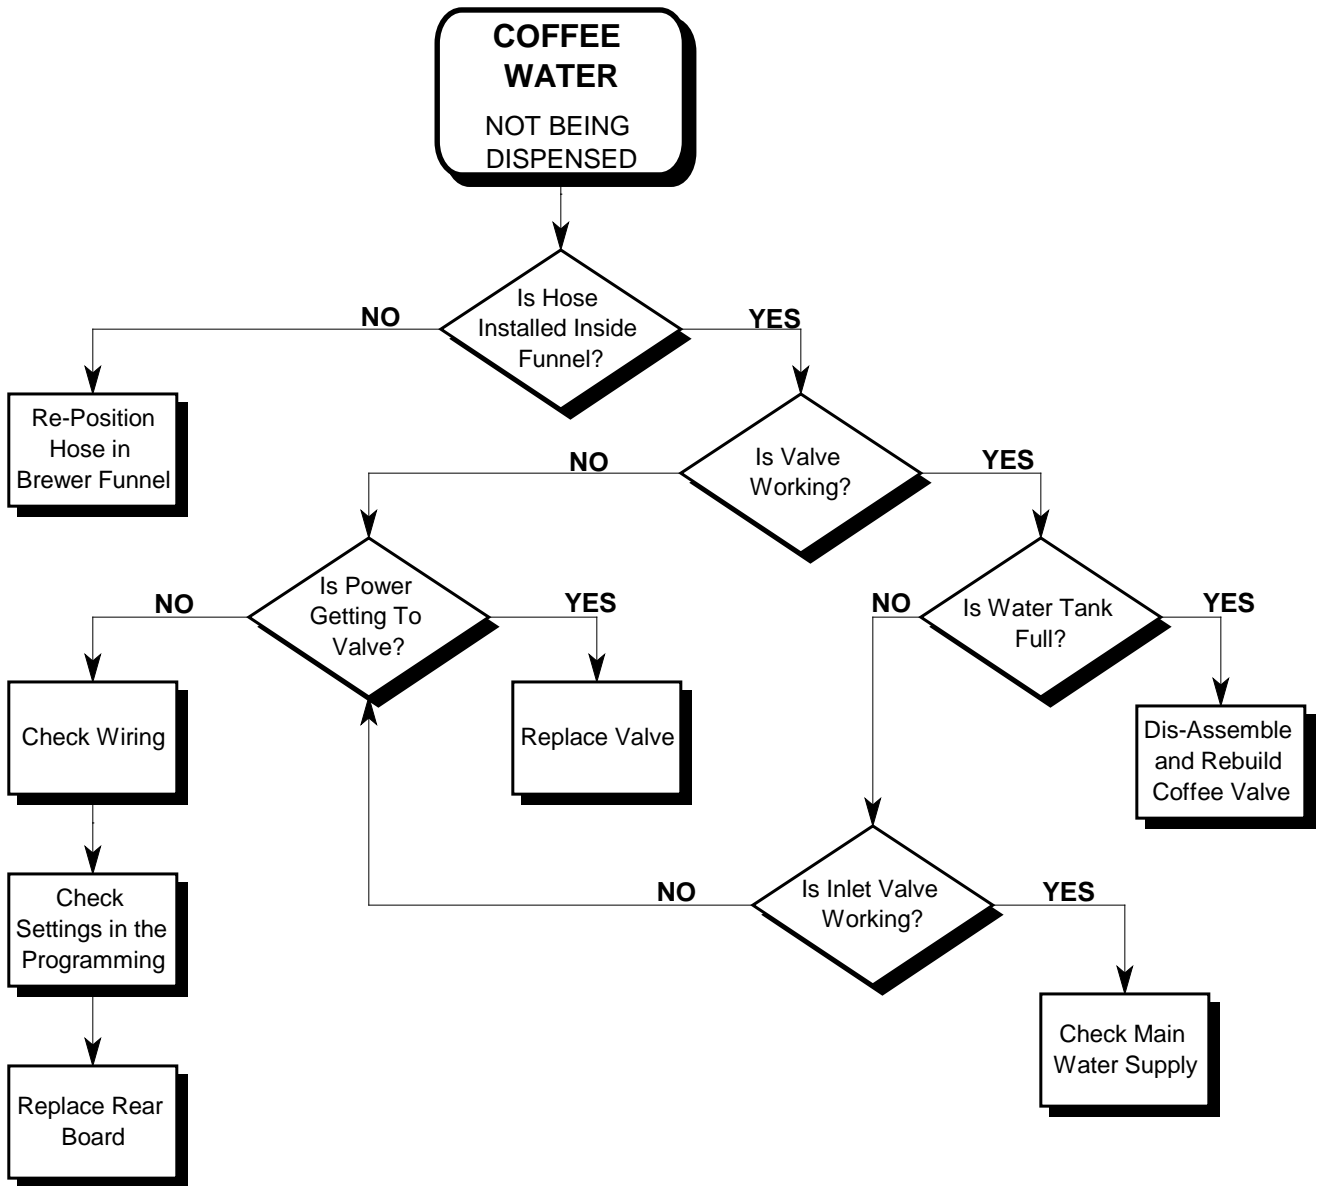 COFFEE
WATER
NOT BEING
DISPENSED
Is Hose
Installed Inside
Funnel?
NO
YES
Re-Position
Hose in
Brewer Funnel
Is Valve
Working?
NO
YES
Is Power
Getting To
Valve?
NO
YES
Is Water Tank
Full?
NO
YES
Check Wiring
Replace Valve
Dis-Assemble
and Rebuild
Coffee Valve
Check
Settings in the
Programming
Is Inlet Valve
Working?
NO
YES
Check Main
Water Supply
Replace Rear
Board